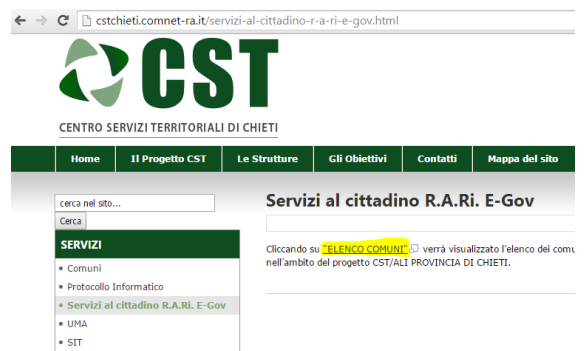 cstchieti.comnet-ra.it/servizi-al-cittadino-r-a-ri-e-gov.html
CST
CENTRO SERVIZI TERRITORIALI DI CHIETI
Home Il Progetto CST Le Strutture Gli Obiettivi Contatti Mappa del sito
cerca nel sito...
Cerca
SERVIZI
Comuni
Protocollo Informatico
Servizi al cittadino R.A.Ri. E-Gov
UMA
SIT
Servizi al cittadino R.A.Ri. E-Gov
Cliccando su "ELENCO COMUNI" verrà visualizzato l'elenco dei comu
nell'ambito del progetto CST/ALI PROVINCIA DI CHIETI.